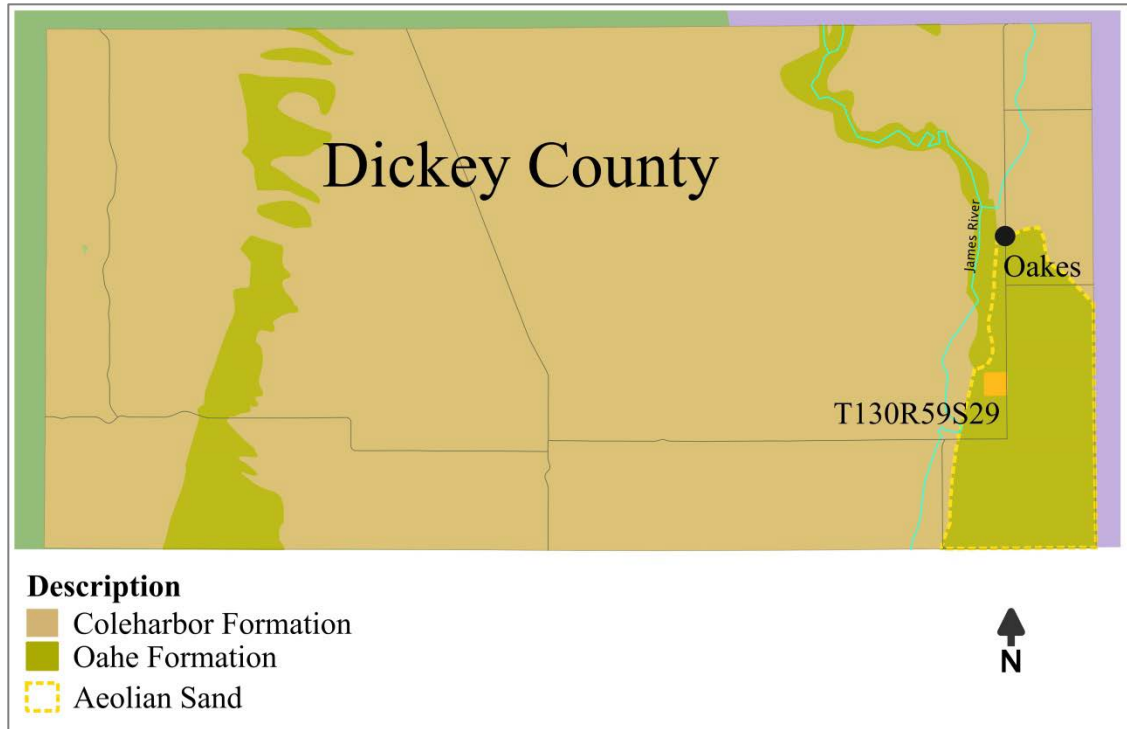 Dickey County
James River
Oakes
T130R59S29
Description
Coleharbor Formation
Oahe Formation
Aeolian Sand
N